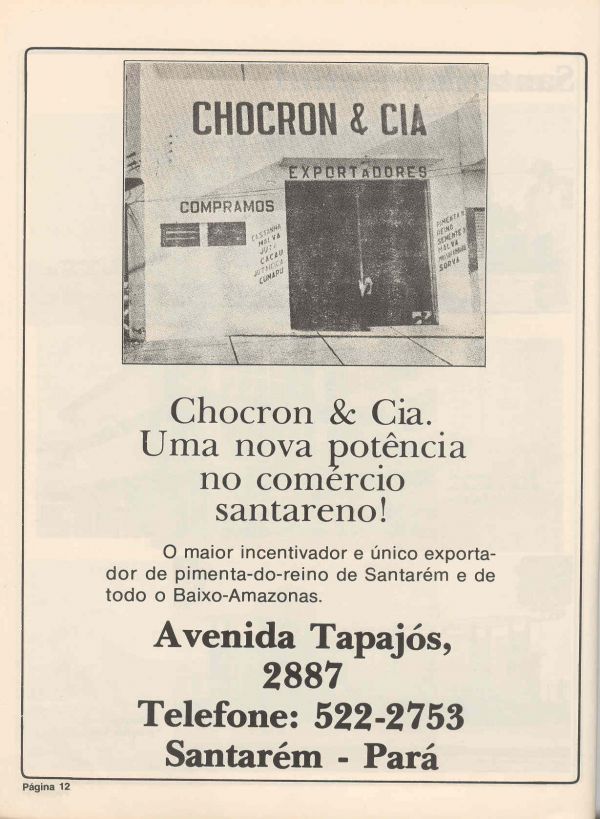 CHOCRON & CIA
EXPORTADORES
COMPRAMOS
CASTANHA
MALVA
JUTA
CACAU
JUTAICICA
CUMARU
PIMENTA D
REINO
SEMENTE D
MALVA
SORVA
Chocron & Cia.
Uma nova potência
no comércio
santareno!
O maior incentivador e único exporta-
dor de pimenta-do-reino de Santarém e de
todo o Baixo-Amazonas.
Avenida Tapajós,
2887
Telefone: 522-2753
Santarém - Pará
Página 12